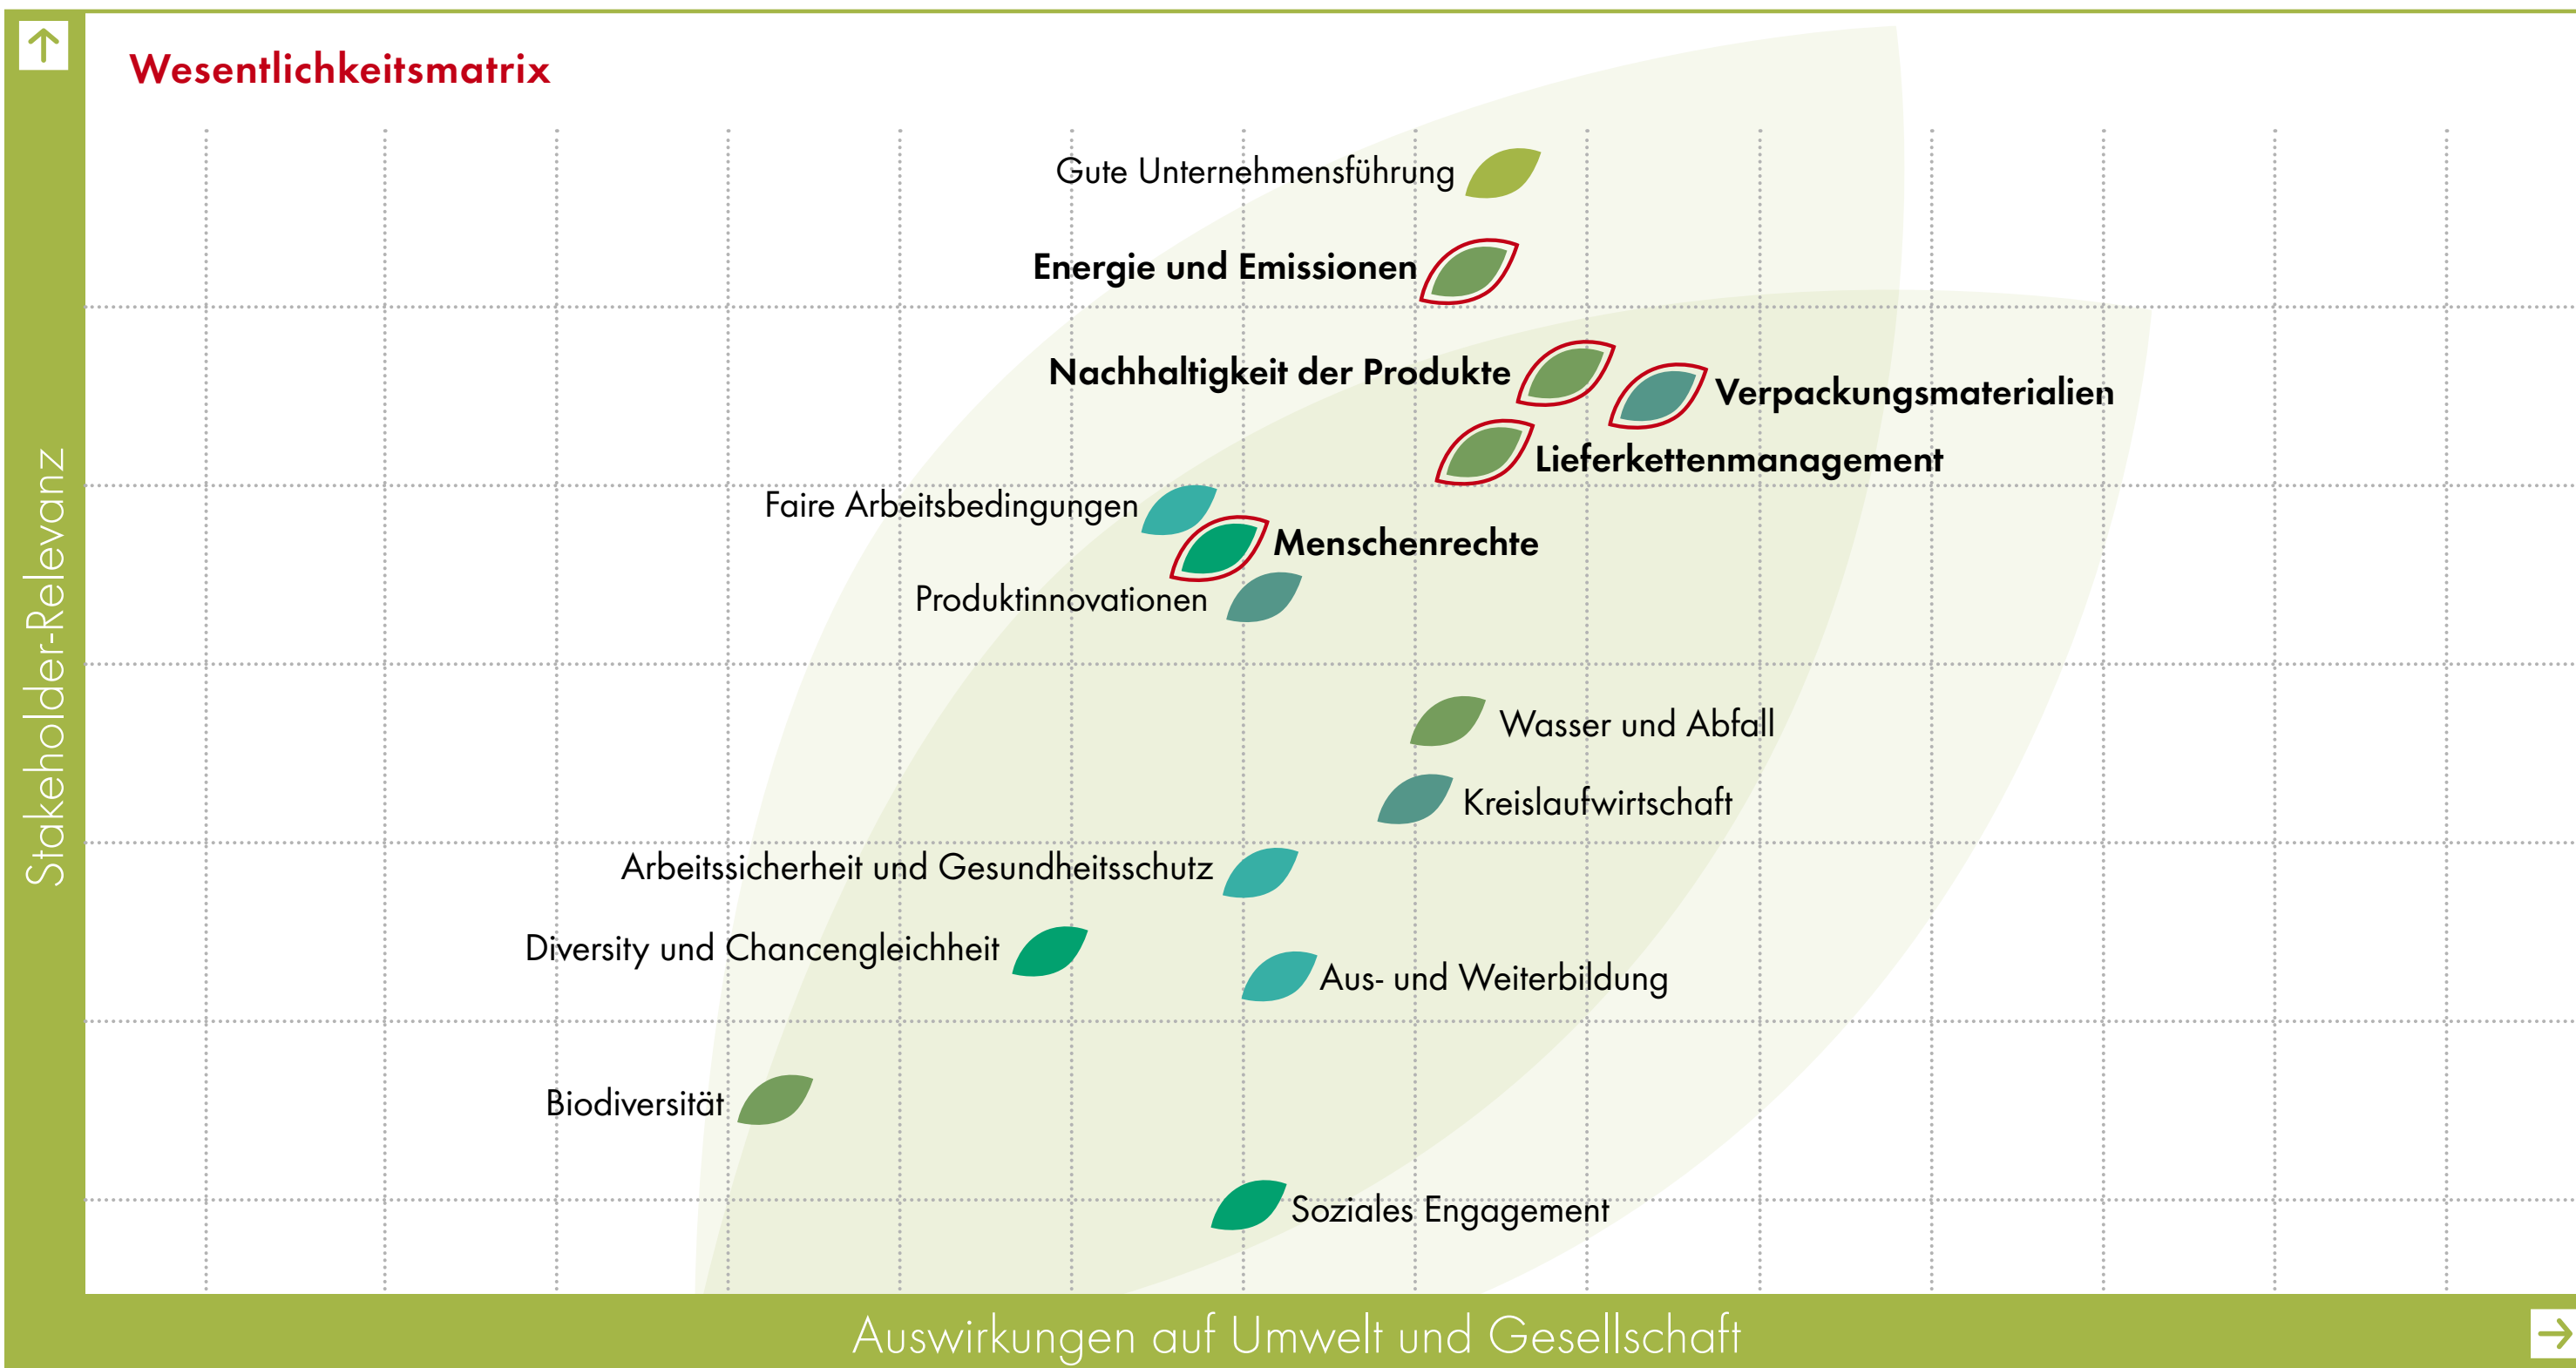 Wesentlichkeitsmatrix
Gute Unternehmensführung
Energie und Emissionen
Nachhaltigkeit der Produkte
Verpackungsmaterialien
Lieferkettenmanagement
Faire Arbeitsbedingungen
Menschenrechte
Produktinnovationen
Wasser und Abfall
Kreislaufwirtschaft
Arbeitssicherheit und Gesundheitsschutz
Diversity und Chancengleichheit
Aus- und Weiterbildung
Biodiversität
Soziales Engagement
Stakeholder-Relevanz
Auswirkungen auf Umwelt und Gesellschaft